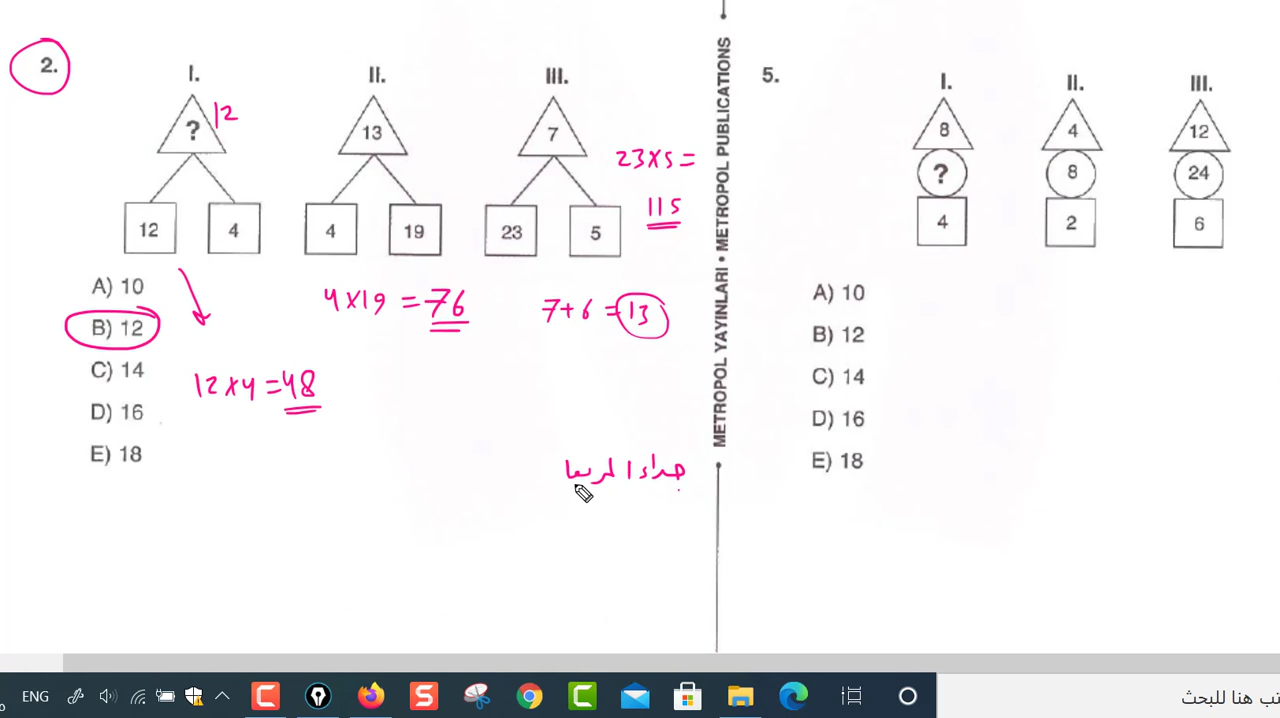 2.
I. II. III.
? 12 13 7
12 4 4 19 23 5
23x5=
115
A) 10
B) 12
C) 14
D) 16
E) 18
4x19=76
7+6=13
12x4=48
جداء المربعا
METROPOL YAYINLARI • METROPOL PUBLICATIONS
5.
I. II. III.
8 4 12
? 8 24
4 2 6
A) 10
B) 12
C) 14
D) 16
E) 18
ENG
تب هنا للبحث